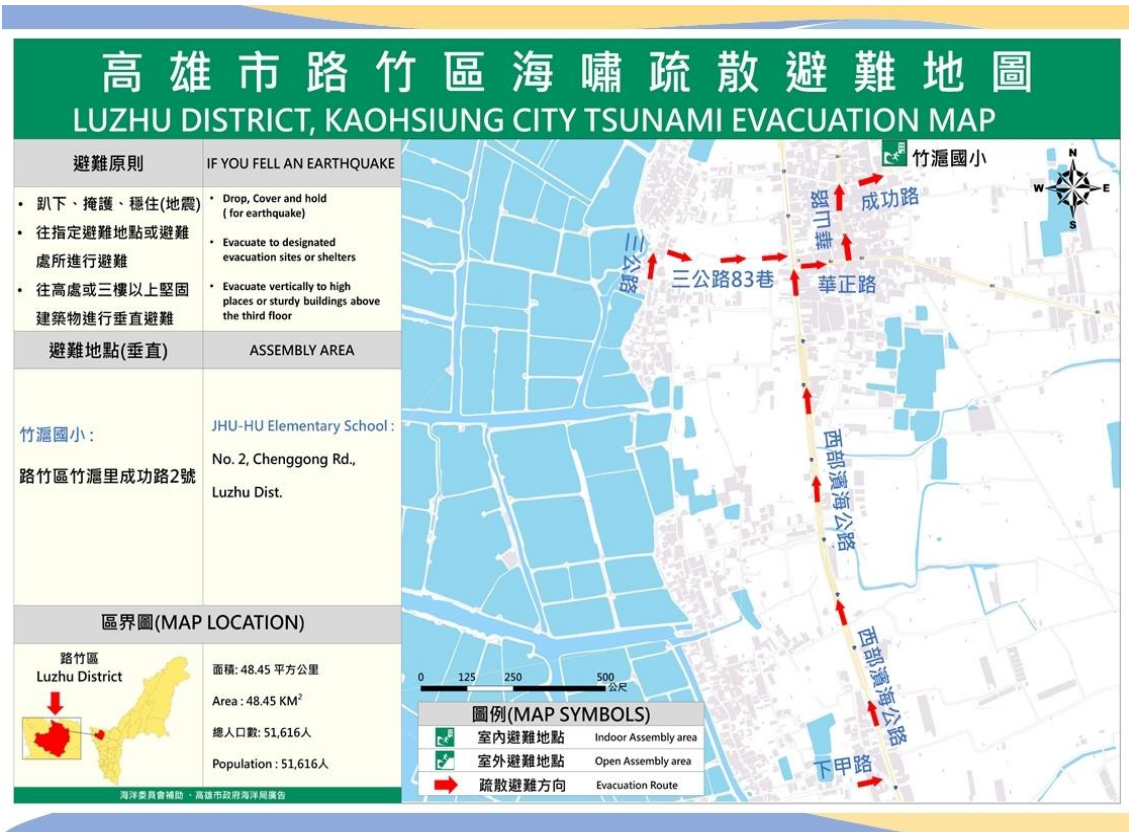 高雄市路竹區海嘯疏散避難地圖
LUZHU DISTRICT, KAOHSIUNG CITY TSUNAMI EVACUATION MAP
避難原則
• 趴下、掩護、穩住(地震)
• 往指定避難地點或避難
處所進行避難
• 往高處或三樓以上堅固
建築物進行垂直避難
IF YOU FELL AN EARTHQUAKE
• Drop, Cover and hold
( for earthquake)
• Evacuate to designated
evacuation sites or shelters
• Evacuate vertically to high
places or sturdy buildings above
the third floor
避難地點(垂直)
竹滬國小 :
路竹區竹滬里成功路2號
ASSEMBLY AREA
JHU-HU Elementary School :
No. 2, Chenggong Rd.,
Luzhu Dist.
區界圖(MAP LOCATION)
路竹區
Luzhu District
面積: 48.45 平方公里
Area : 48.45 KM²
總人口數: 51,616人
Population : 51,616人
海洋委員會補助 ‧ 高雄市政府海洋局廣告
竹滬國小
N
W
E
S
成功路
華山路
三公路
三公路83巷
華正路
西部濱海公路
西部濱海公路
下甲路
0 125 250 500
公尺
圖例(MAP SYMBOLS)
室內避難地點 Indoor Assembly area
室外避難地點 Open Assembly area
疏散避難方向 Evacuation Route